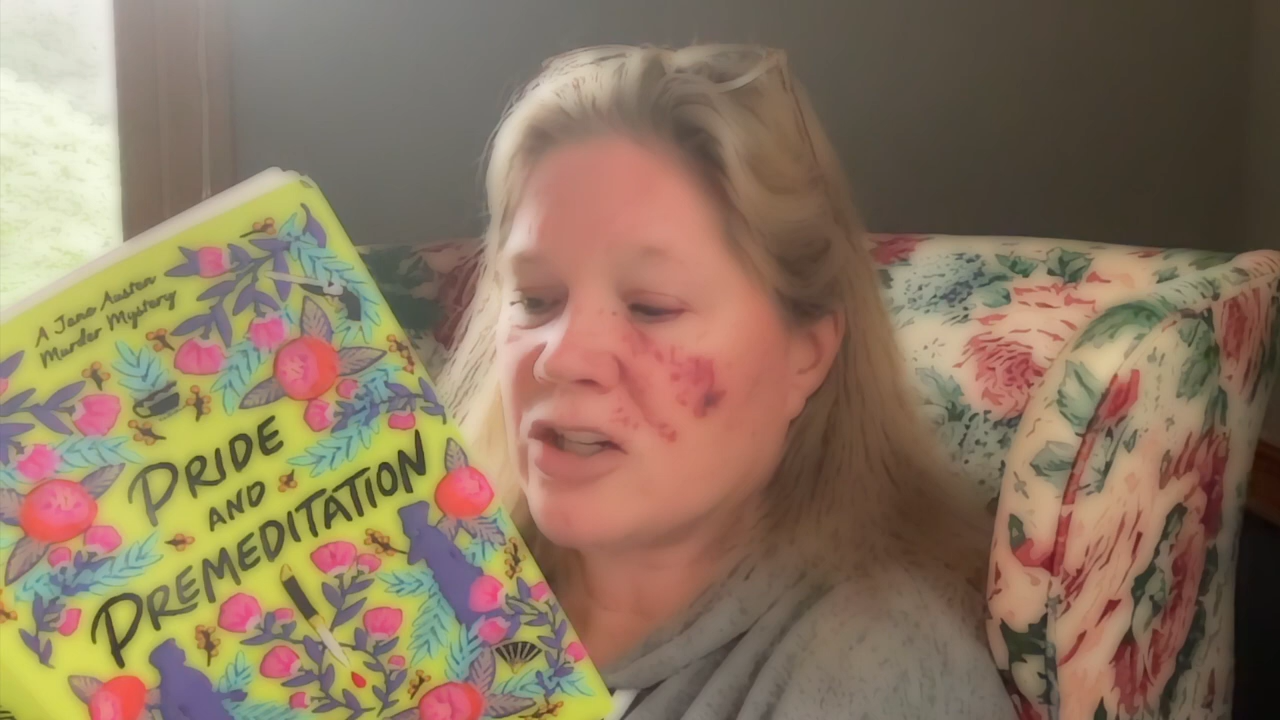 A Jane Austen
Murder Mystery
PRIDE
AND
PREMEDITATION